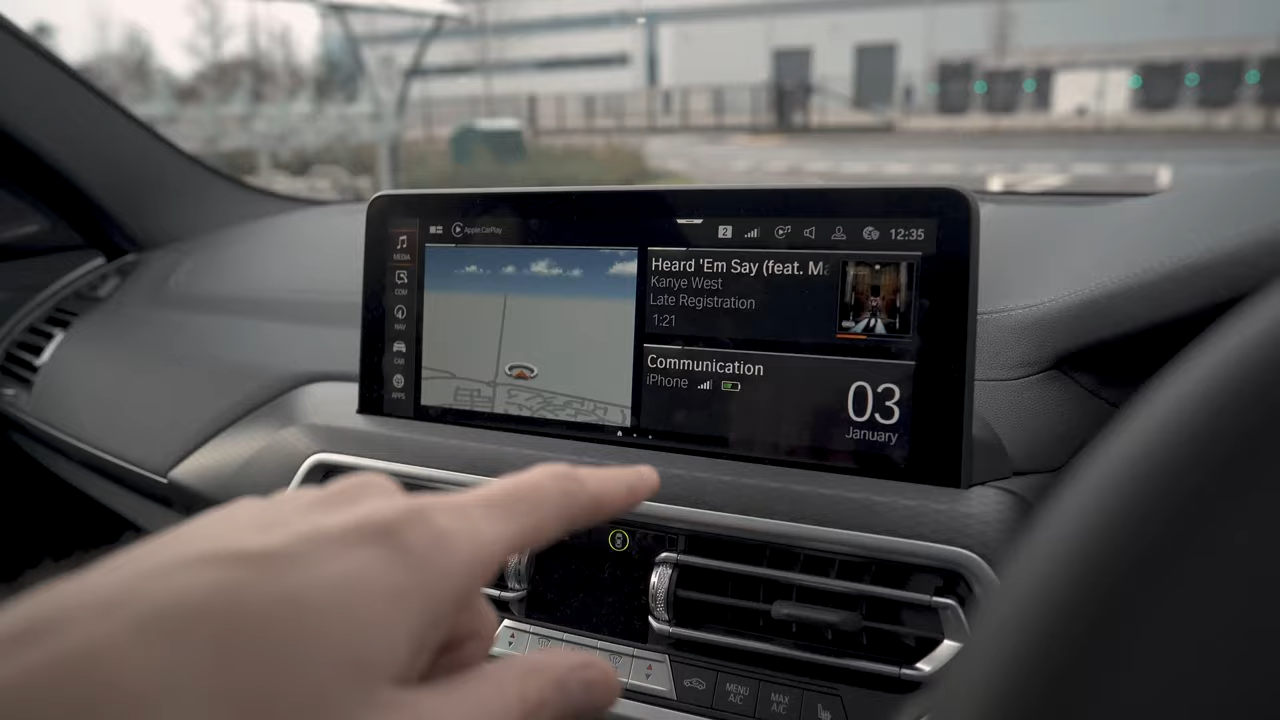 Apple CarPlay
2
12:35
MEDIA
COM
NAV
CAR
APPS
Heard 'Em Say (feat. Ma
Kanye West
Late Registration
1:21
Communication
iPhone
03
January
MENU
A/C
MAX
A/C